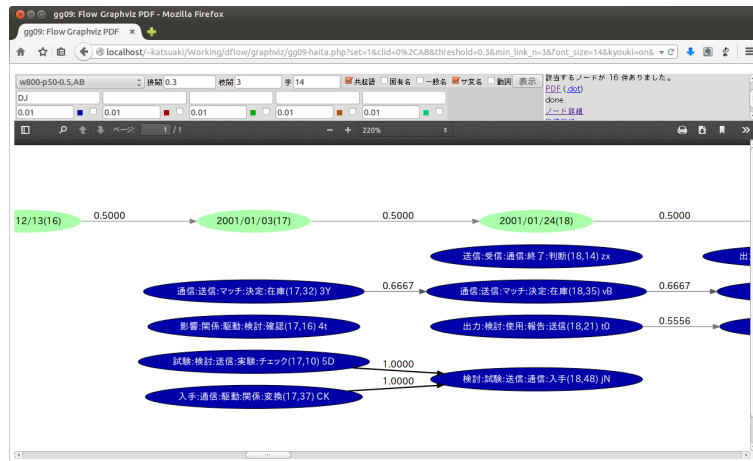 gg09: Flow Graphviz PDF - Mozilla Firefox
gg09: Flow Graphviz PDF
localhost/~katsuaki/Working/dflow/graphviz/gg09-haita.php?set=1&clid=0%2CAB&threshold=0.3&min_link_n=3&font_size=14&kyouki=on&
w800-p50-0.5,AB 接閾 0.3 枝閾 3 字 14 共起語 固有名 一般名 サ変名 動詞 表示
DJ
0.01 0.01 0.01 0.01 0.01
該当するノードが 16 件ありました。
PDF (.dot)
done.
ノード詳細
ページ: 1 / 1 220%
12/13(16) 0.5000 2001/01/03(17) 0.5000 2001/01/24(18) 0.5000
送信:受信:通信:終了:判断(18,14) zx 出
通信:送信:マッチ:決定:在庫(17,32) 3Y 0.6667 通信:送信:マッチ:決定:在庫(18,35) vB 0.6667
影響:関係:駆動:検討:確認(17,16) 4t 出力:検討:使用:報告:送信(18,21) t0 0.5556
試験:検討:送信:実験:チェック(17,10) 5D 1.0000
1.0000 検討:試験:送信:通信:入手(18,48) jN
入手:通信:駆動:関係:変換(17,37) CK